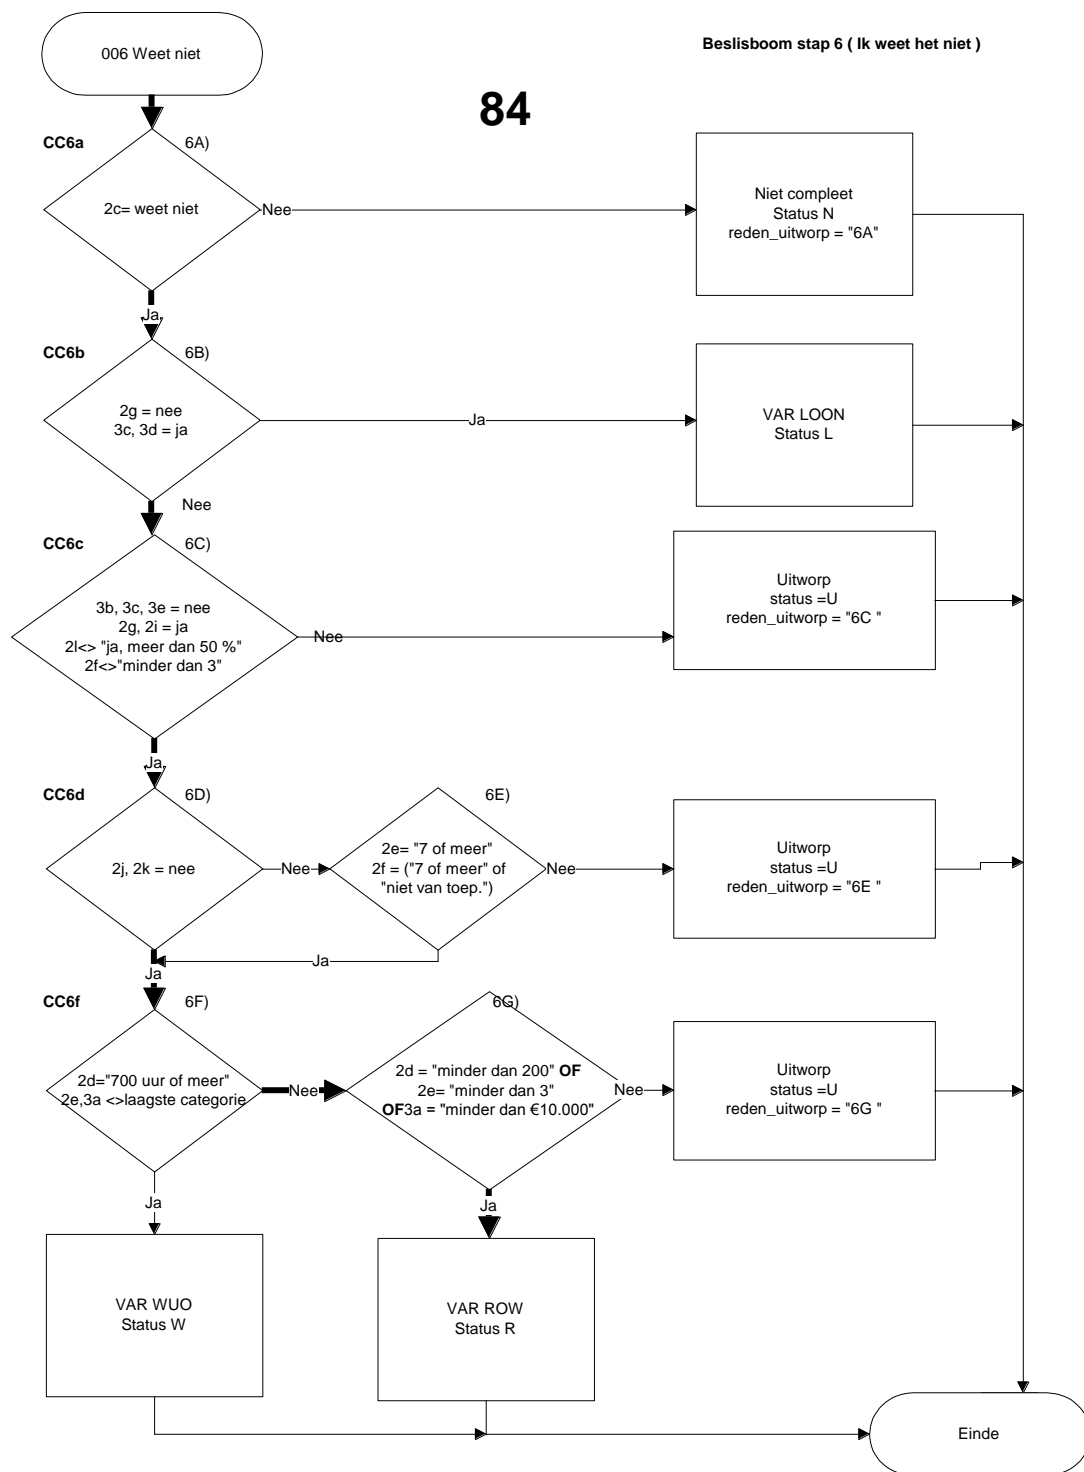 006 Weet niet
Beslisboom stap 6 ( Ik weet het niet )
84
CC6a
6A)
2c= weet niet
Nee
Niet compleet
Status N
reden_uitworp = "6A"
Ja
CC6b
6B)
2g = nee
3c, 3d = ja
Ja
VAR LOON
Status L
Nee
CC6c
6C)
3b, 3c, 3e = nee
2g, 2i = ja
2l<> "ja, meer dan 50 %"
2f<>"minder dan 3"
Nee
Uitworp
status =U
reden_uitworp = "6C "
Ja
CC6d
6D)
2j, 2k = nee
Nee
6E)
2e= "7 of meer"
2f = ("7 of meer" of
"niet van toep.")
Nee
Uitworp
status =U
reden_uitworp = "6E "
Ja
Ja
CC6f
6F)
2d="700 uur of meer"
2e,3a <>laagste categorie
Nee
6G)
2d = "minder dan 200" OF
2e= "minder dan 3"
OF3a = "minder dan €10.000"
Nee
Uitworp
status =U
reden_uitworp = "6G "
Ja
Ja
VAR WUO
Status W
VAR ROW
Status R
Einde